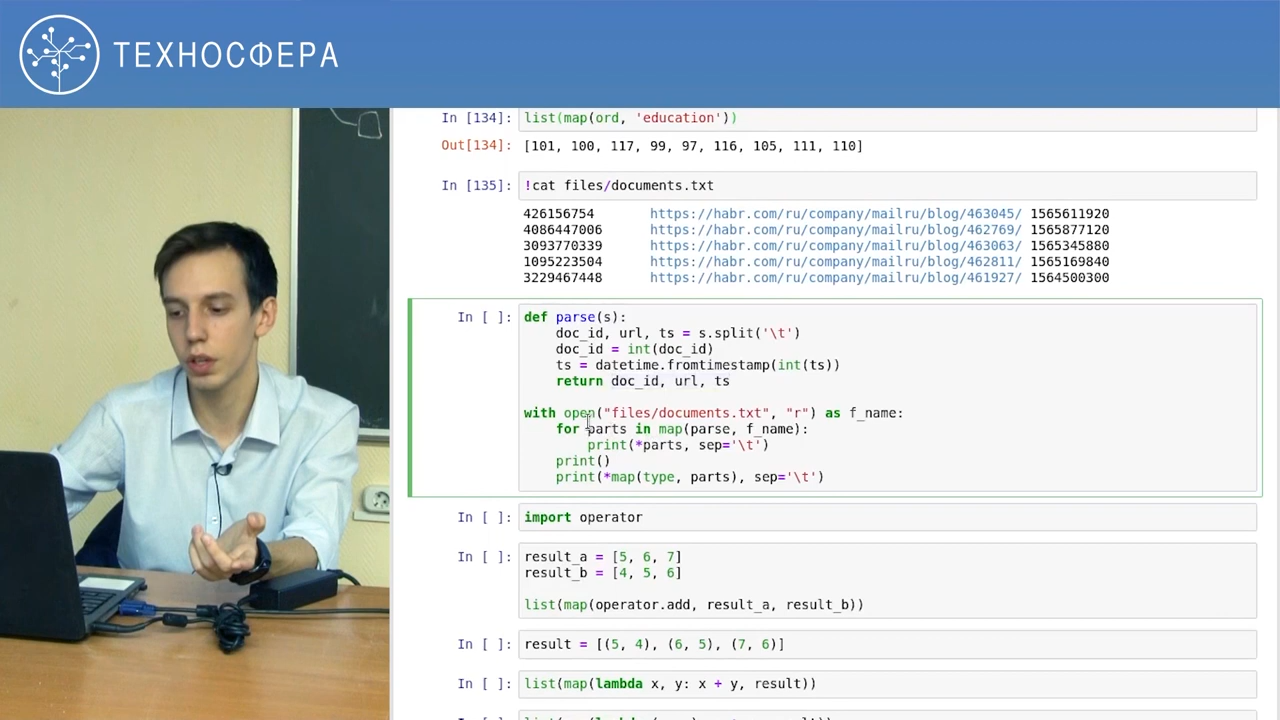 ТЕХНОСФЕРА
In [134]: list(map(ord, 'education'))
Out[134]: [101, 100, 117, 99, 97, 116, 105, 111, 110]
In [135]: !cat files/documents.txt
426156754 https://habr.com/ru/company/mailru/blog/463045/ 1565611920
4086447006 https://habr.com/ru/company/mailru/blog/462769/ 1565877120
3093770339 https://habr.com/ru/company/mailru/blog/463063/ 1565345880
1095223504 https://habr.com/ru/company/mailru/blog/462811/ 1565169840
3229467448 https://habr.com/ru/company/mailru/blog/461927/ 1564500300
In [ ]: def parse(s):
doc_id, url, ts = s.split('\t')
doc_id = int(doc_id)
ts = datetime.fromtimestamp(int(ts))
return doc_id, url, ts
with open("files/documents.txt", "r") as f_name:
for parts in map(parse, f_name):
print(*parts, sep='\t')
print()
print(*map(type, parts), sep='\t')
In [ ]: import operator
In [ ]: result_a = [5, 6, 7]
result_b = [4, 5, 6]
list(map(operator.add, result_a, result_b))
In [ ]: result = [(5, 4), (6, 5), (7, 6)]
In [ ]: list(map(lambda x, y: x + y, result))